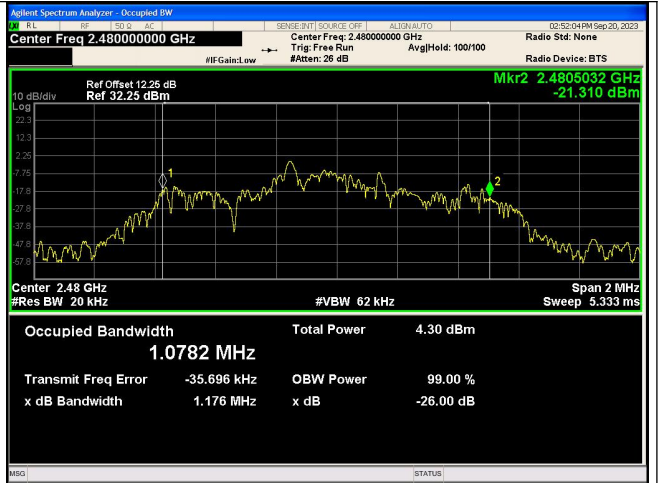 Agilent Spectrum Analyzer - Occupied BW
RL RF 50 Ω AC SENSE:INT SOURCE OFF ALIGN AUTO 02:52:04 PM Sep 20, 2023
Center Freq 2.480000000 GHz Center Freq: 2.480000000 GHz Radio Std: None
Trig: Free Run Avg|Hold: 100/100
#IFGain:Low #Atten: 26 dB Radio Device: BTS
Mkr2 2.4805032 GHz
-21.310 dBm
Ref Offset 12.25 dB
10 dB/div Ref 32.25 dBm
Log
22.3
12.3
2.25
-7.75
-17.8
-27.8
-37.8
-47.8
-57.8
1
2
Center 2.48 GHz Span 2 MHz
#Res BW 20 kHz #VBW 62 kHz Sweep 5.333 ms
Occupied Bandwidth Total Power 4.30 dBm
1.0782 MHz
Transmit Freq Error -35.696 kHz OBW Power 99.00 %
x dB Bandwidth 1.176 MHz x dB -26.00 dB
MSG STATUS